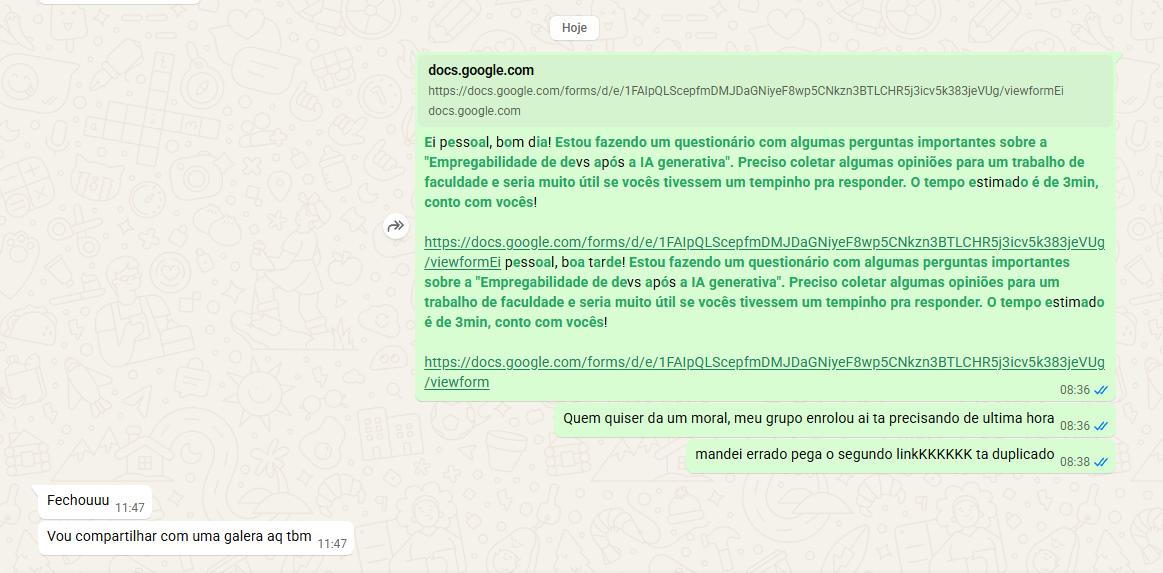 Hoje
docs.google.com
https://docs.google.com/forms/d/e/1FAIpQLScepfmDMJDaGNiyeF8wp5CNkzn3BTLCHR5j3icv5k383jeVUg/viewformEi
docs.google.com
Ei pessoal, bom dia! Estou fazendo um questionário com algumas perguntas importantes sobre a
"Empregabilidade de devs após a IA generativa". Preciso coletar algumas opiniões para um trabalho de
faculdade e seria muito útil se vocês tivessem um tempinho pra responder. O tempo estimado é de 3min,
conto com vocês!
https://docs.google.com/forms/d/e/1FAIpQLScepfmDMJDaGNiyeF8wp5CNkzn3BTLCHR5j3icv5k383jeVUg
/viewformEi pessoal, boa tarde! Estou fazendo um questionário com algumas perguntas importantes
sobre a "Empregabilidade de devs após a IA generativa". Preciso coletar algumas opiniões para um
trabalho de faculdade e seria muito útil se vocês tivessem um tempinho pra responder. O tempo estimado
é de 3min, conto com vocês!
https://docs.google.com/forms/d/e/1FAIpQLScepfmDMJDaGNiyeF8wp5CNkzn3BTLCHR5j3icv5k383jeVUg
/viewform
08:36
Quem quiser da um moral, meu grupo enrolou ai ta precisando de ultima hora 08:36
mandei errado pega o segundo linkKKKKKK ta duplicado 08:38
Fechouuu 11:47
Vou compartilhar com uma galera aq tbm 11:47